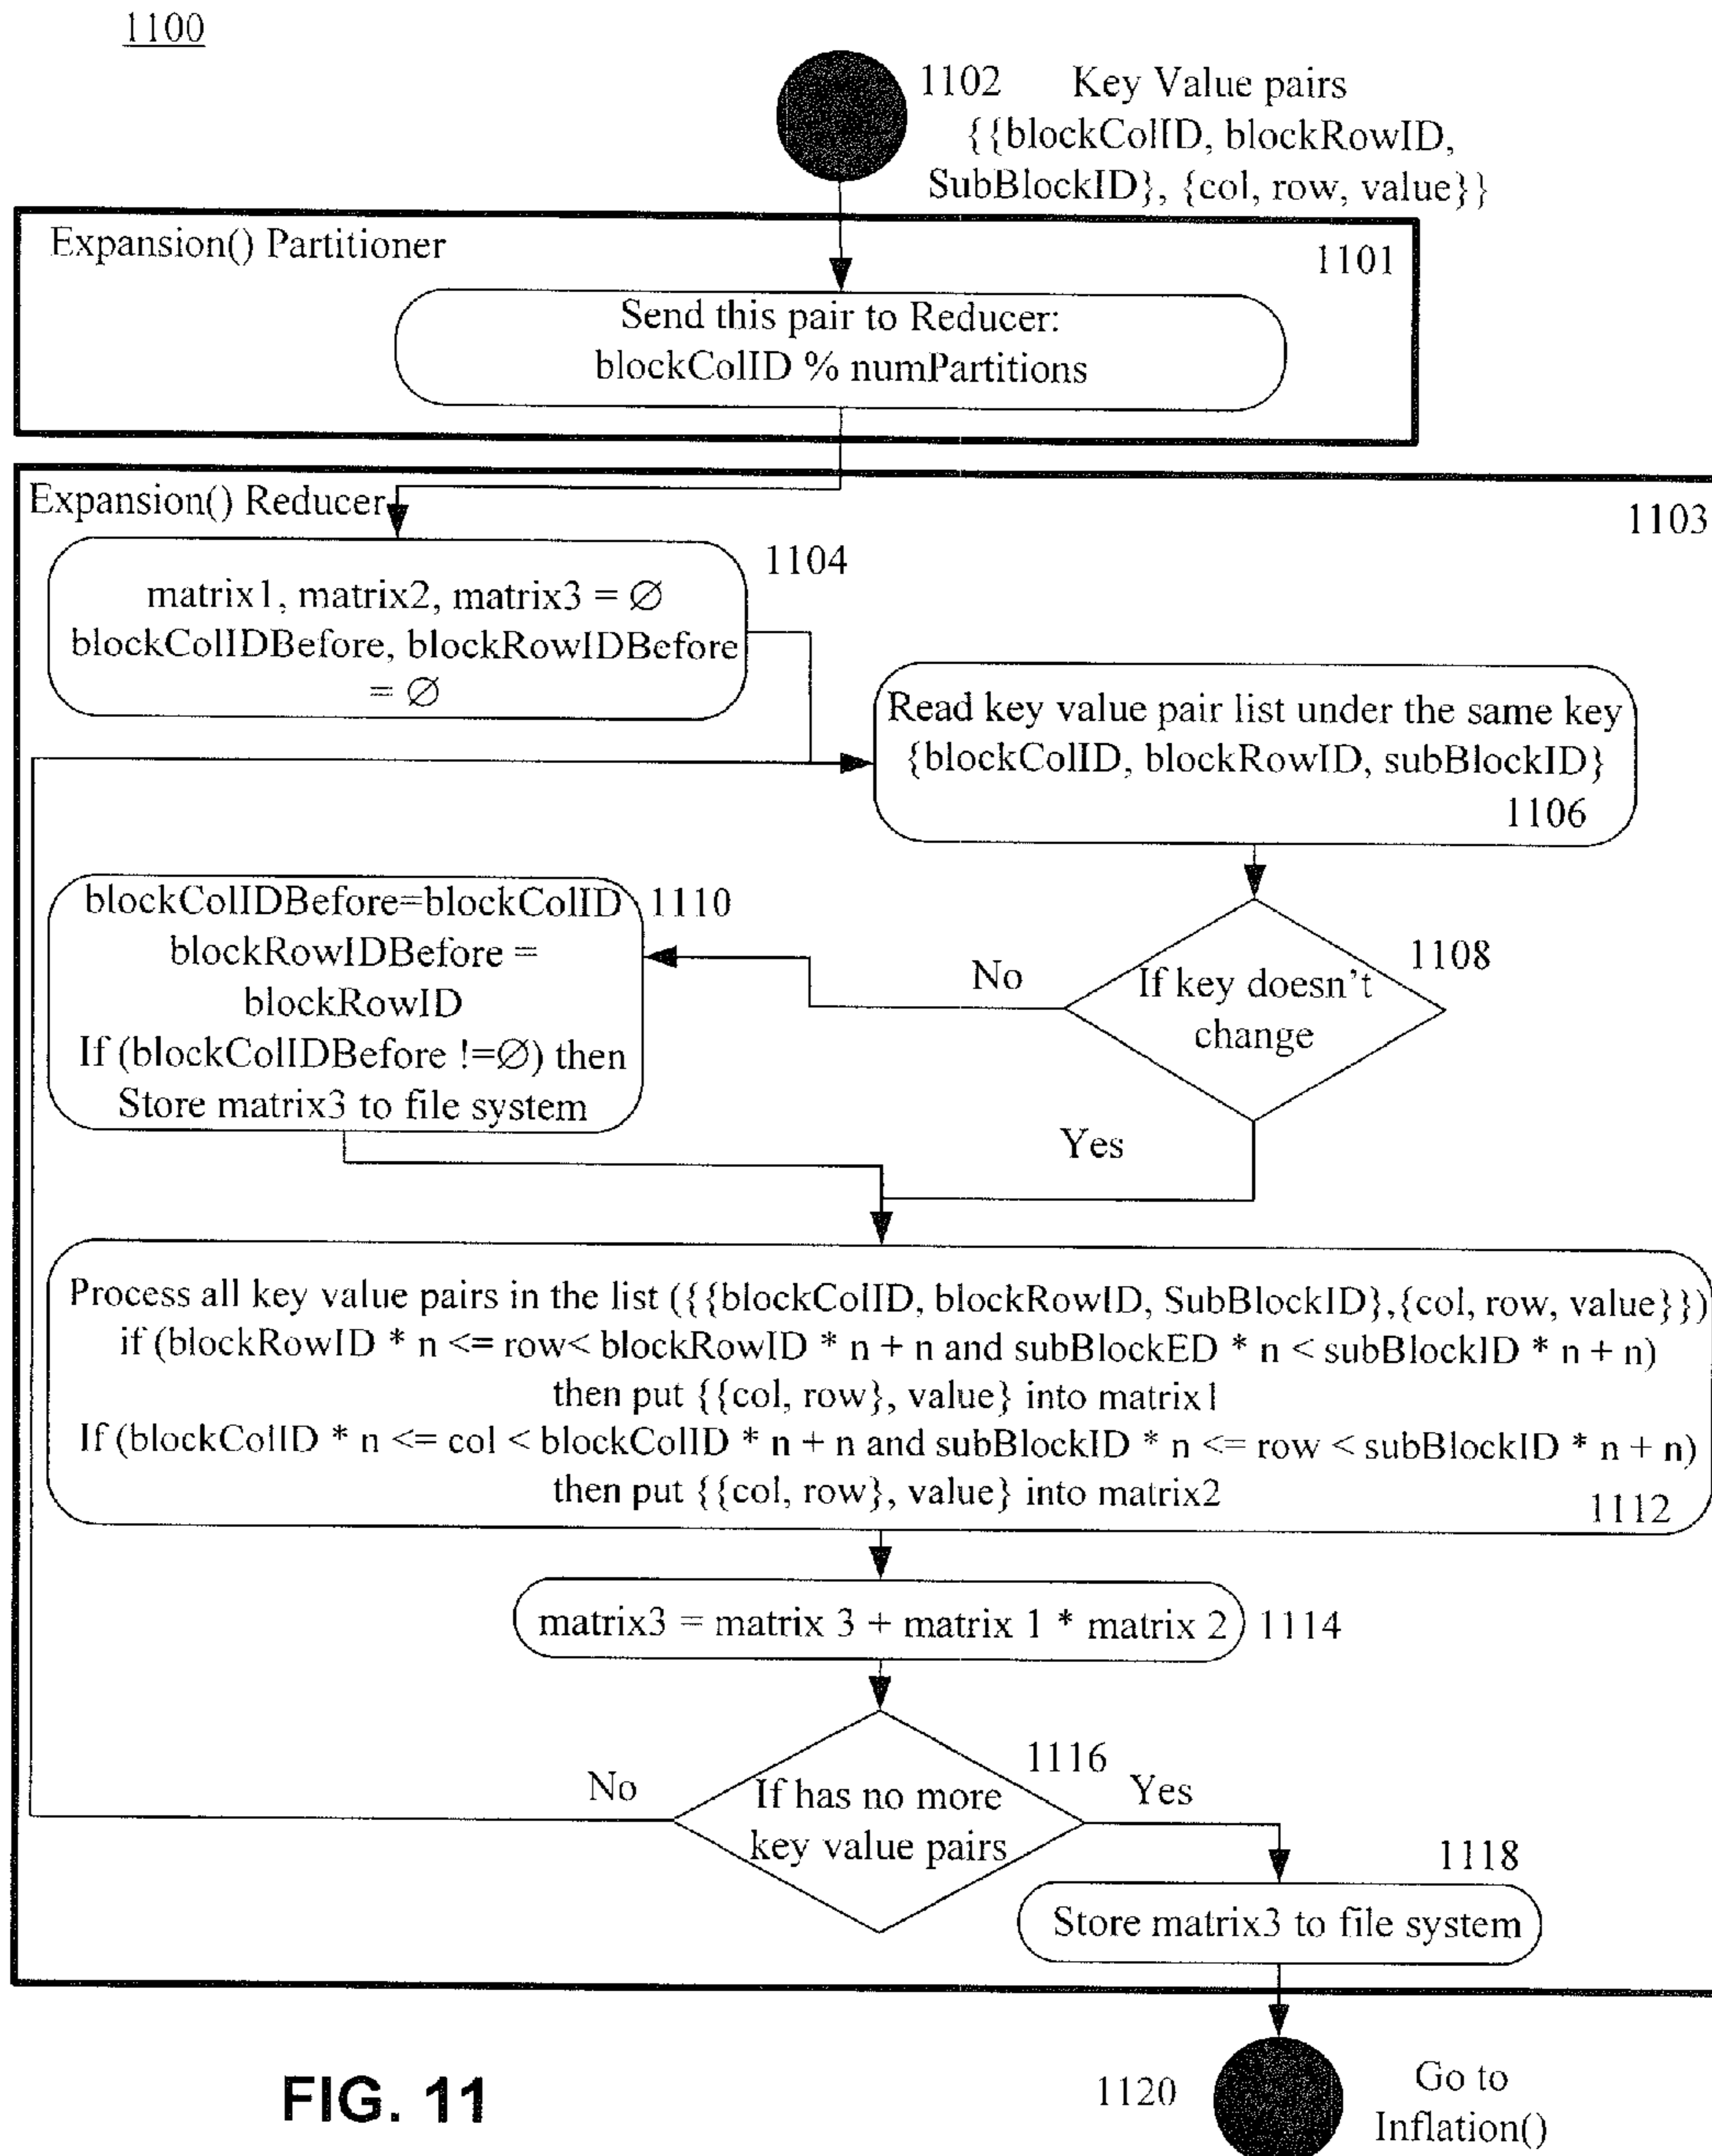 1100
1102 Key Value pairs
{{blockColID, blockRowID,
SubBlockID}, {col, row, value}}
Expansion() Partitioner
1101
Send this pair to Reducer:
blockColID % numPartitions
Expansion() Reducer
1103
1104
matrix1, matrix2, matrix3 = ∅
blockColIDBefore, blockRowIDBefore
= ∅
Read key value pair list under the same key
{blockColID, blockRowID, subBlockID}
1106
blockColIDBefore=blockColID
1110
blockRowIDBefore =
blockRowID
If (blockColIDBefore !=∅) then
Store matrix3 to file system
No
1108
If key doesn't
change
Yes
Process all key value pairs in the list ({{blockColID, blockRowID, SubBlockID},{col, row, value}})
if (blockRowID * n <= row< blockRowID * n + n and subBlockED * n < subBlockID * n + n)
then put {{col, row}, value} into matrix1
If (blockColID * n <= col < blockColID * n + n and subBlockID * n <= row < subBlockID * n + n)
then put {{col, row}, value} into matrix2
1112
matrix3 = matrix 3 + matrix 1 * matrix 2
1114
1116
No
If has no more
key value pairs
Yes
1118
Store matrix3 to file system
1120
Go to
Inflation()
FIG. 11